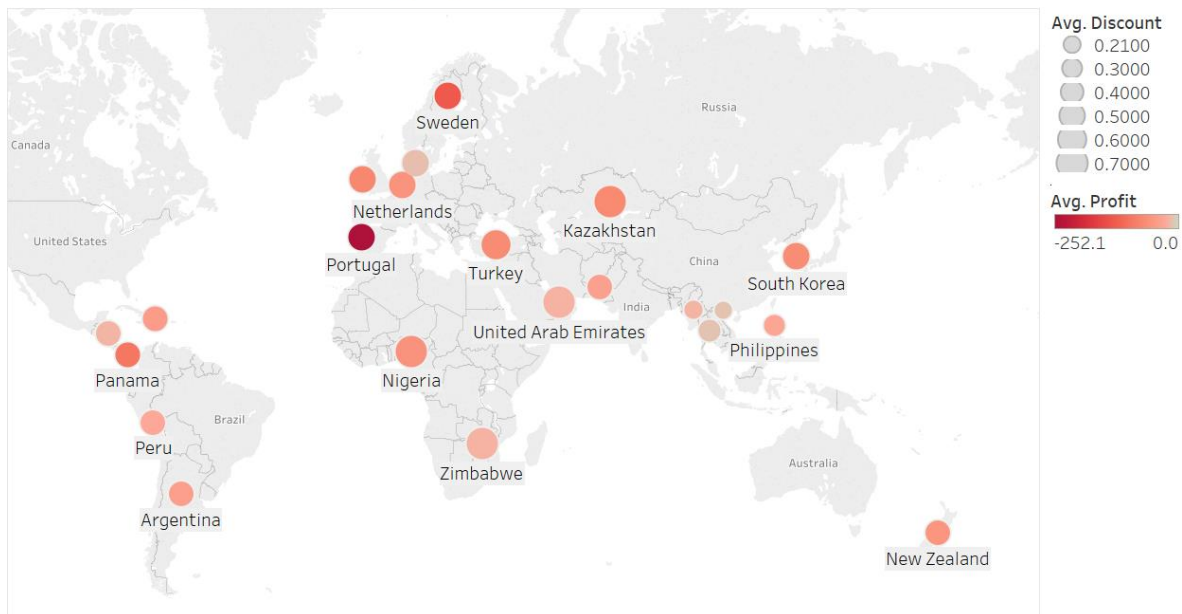 Sweden
Russia
Canada
Netherlands
Kazakhstan
United States
Portugal
Turkey
China
South Korea
India
United Arab Emirates
Philippines
Panama
Nigeria
Brazil
Peru
Zimbabwe
Australia
Argentina
New Zealand
Avg. Discount
0.2100
0.3000
0.4000
0.5000
0.6000
0.7000
Avg. Profit
-252.1 0.0